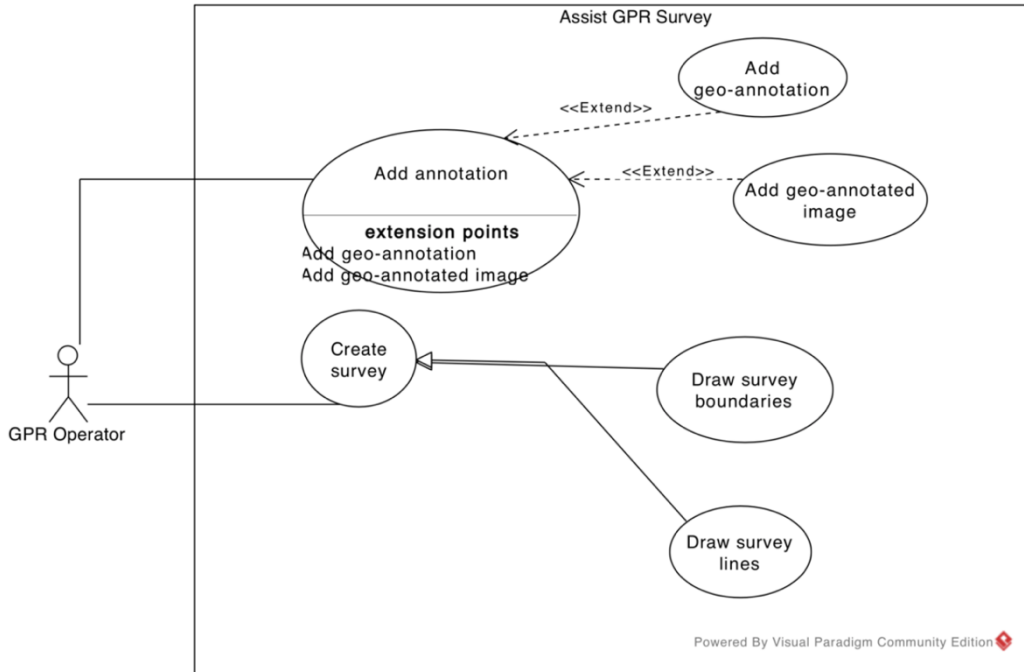 Assist GPR Survey
Add
geo-annotation
<<Extend>>
Add annotation
<<Extend>>
Add geo-annotated
image
extension points
Add geo-annotation
Add geo-annotated image
Create
survey
GPR Operator
Draw survey
boundaries
Draw survey
lines
Powered By Visual Paradigm Community Edition